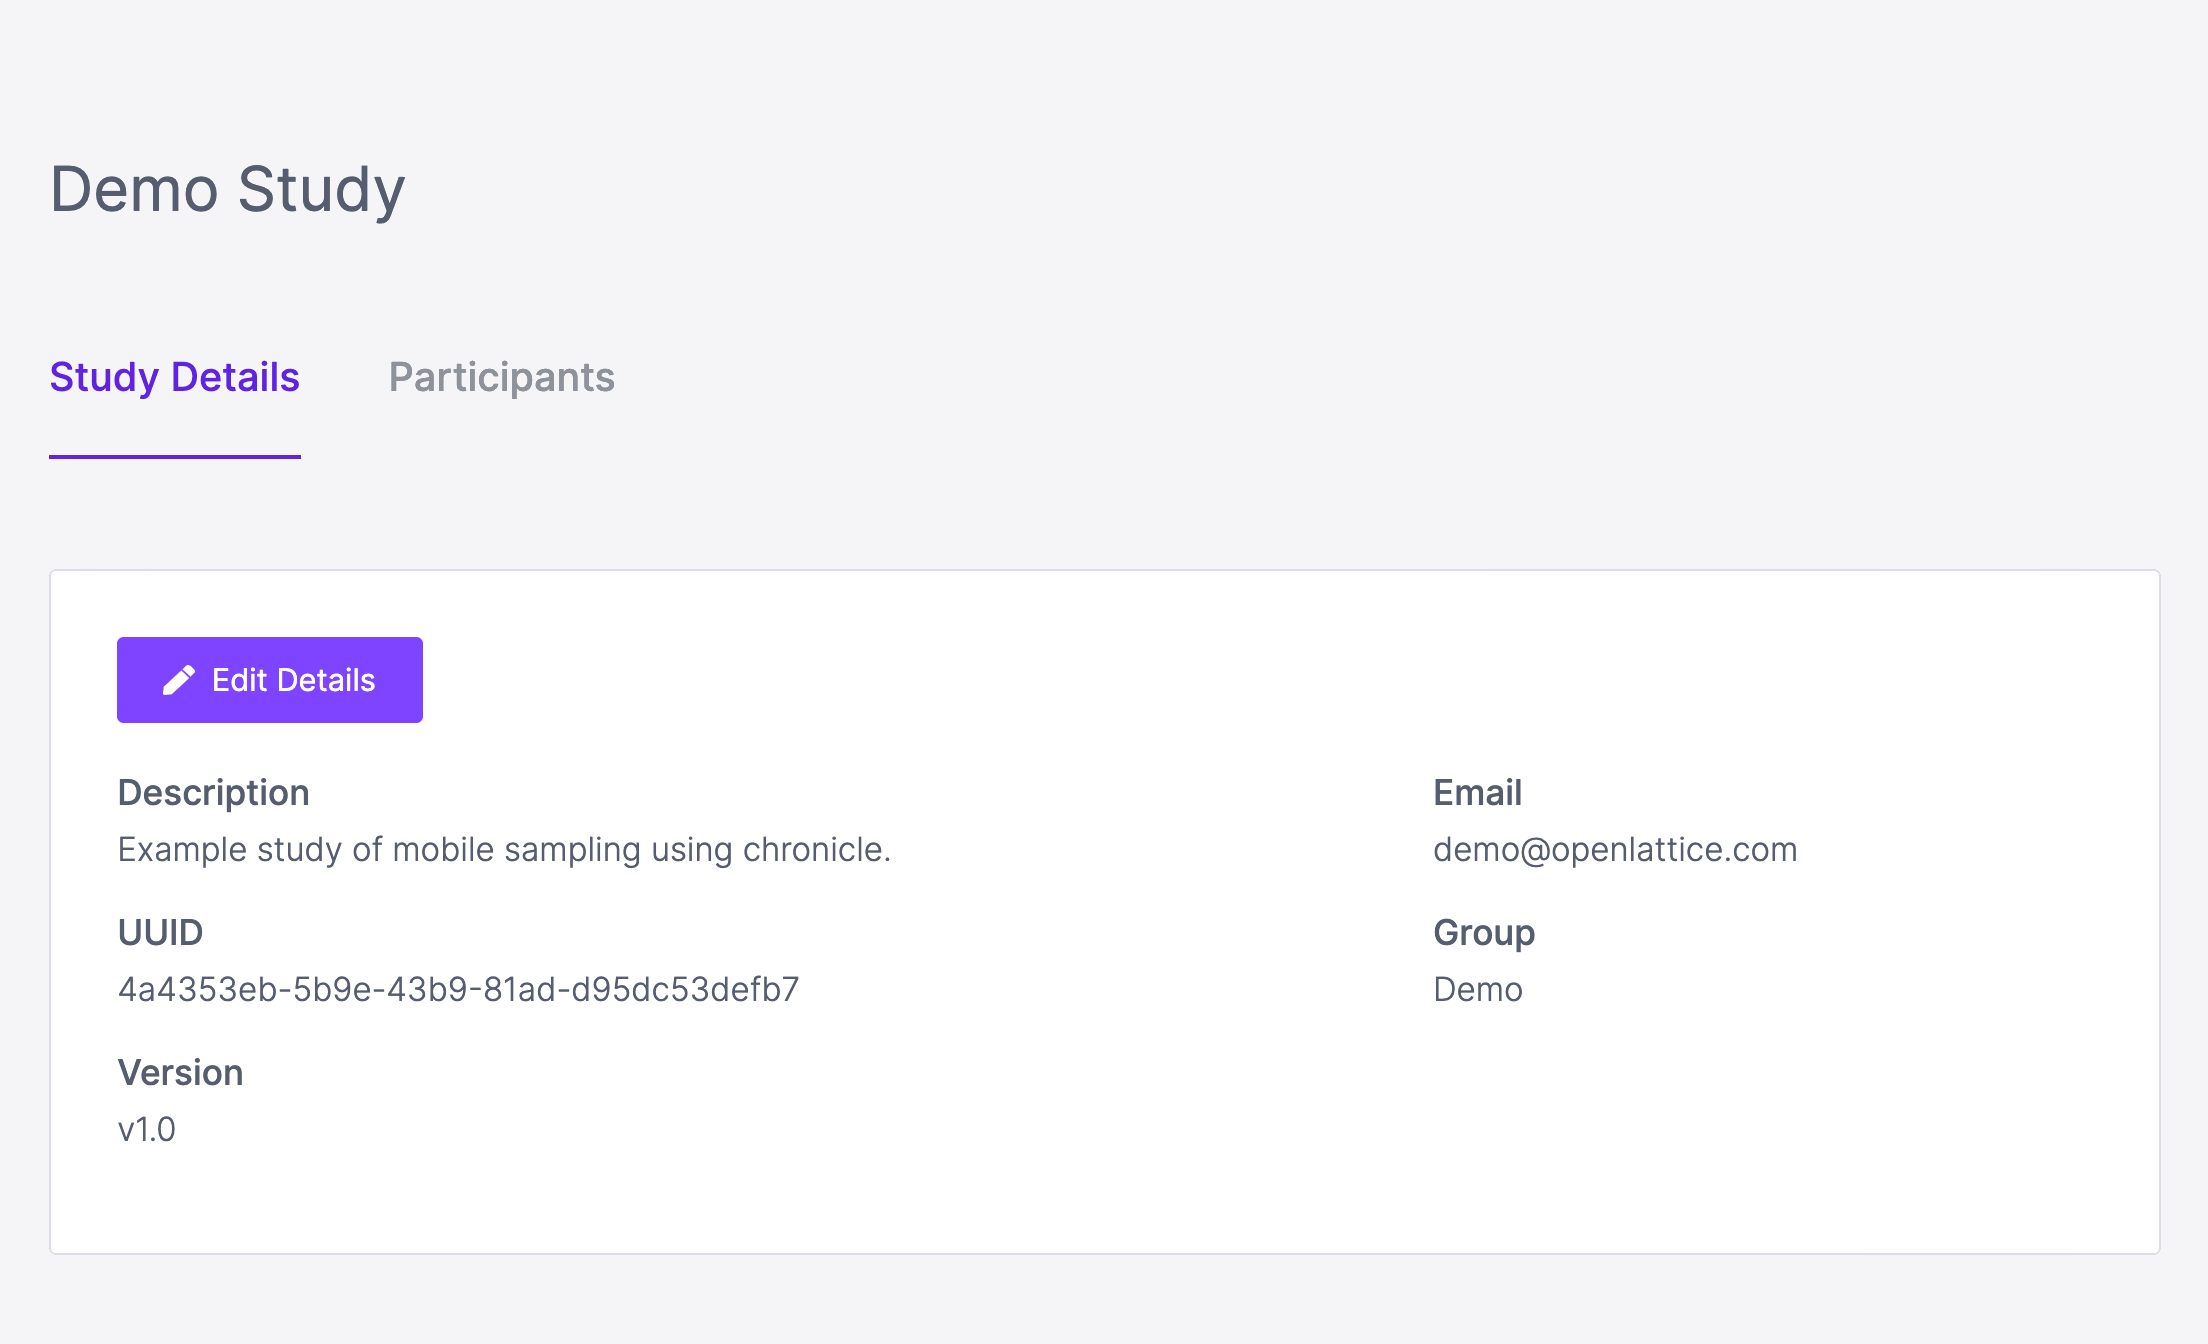 Demo Study
Study Details
Participants
Edit Details
Description
Example study of mobile sampling using chronicle.
Email
demo@openlattice.com
UUID
4a4353eb-5b9e-43b9-81ad-d95dc53defb7
Group
Demo
Version
v1.0